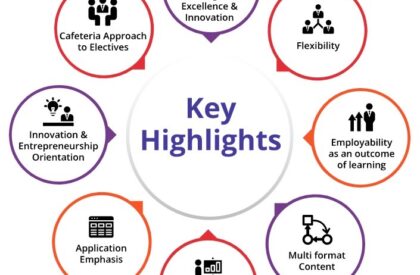 Excellence &
Innovation
Cafeteria Approach
to Electives
Flexibility
Key
Highlights
Innovation &
Entrepreneurship
Orientation
Employability
as an outcome
of learning
Application
Emphasis
Multi format
Content